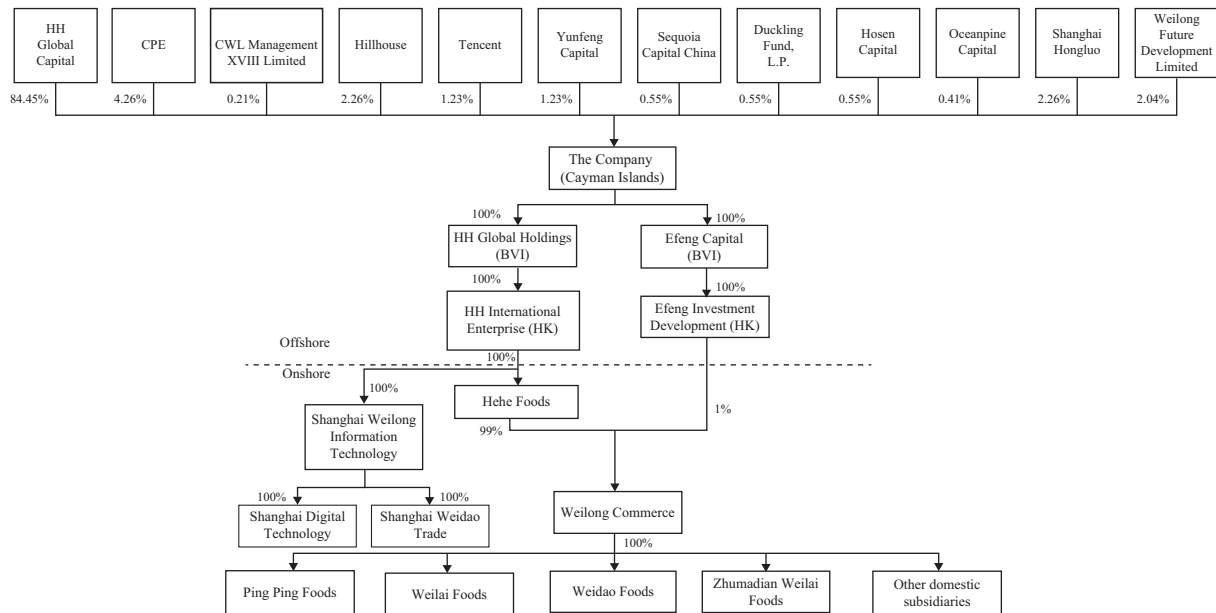 HH
Global
Capital
CPE
CWL Management
XVIII Limited
Hillhouse
Tencent
Yunfeng
Capital
Sequoia
Capital China
Duckling
Fund,
L.P.
Hosen
Capital
Oceanpine
Capital
Shanghai
Hongluo
Weilong
Future
Development
Limited
84.45%
4.26%
0.21%
2.26%
1.23%
1.23%
0.55%
0.55%
0.55%
0.41%
2.26%
2.04%
The Company
(Cayman Islands)
100%
100%
HH Global Holdings
(BVI)
Efeng Capital
(BVI)
100%
100%
HH International
Enterprise (HK)
Efeng Investment
Development (HK)
Offshore
100%
Onshore
100%
Hehe Foods
1%
Shanghai Weilong
Information
Technology
99%
100%
100%
Shanghai Digital
Technology
Shanghai Weidao
Trade
Weilong Commerce
100%
Ping Ping Foods
Weilai Foods
Weidao Foods
Zhumadian Weilai
Foods
Other domestic
subsidiaries